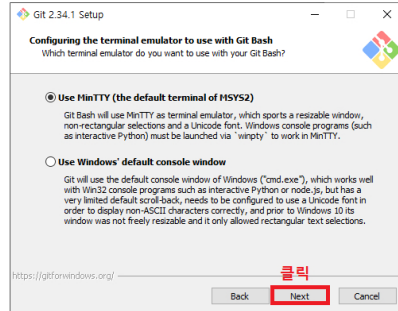 Git 2.34.1 Setup
Configuring the terminal emulator to use with Git Bash
Which terminal emulator do you want to use with your Git Bash?
Use MinTTY (the default terminal of MSYS2)
Git Bash will use MinTTY as terminal emulator, which sports a resizable window,
non-rectangular selections and a Unicode font. Windows console programs (such
as interactive Python) must be launched via `winpty` to work in MinTTY.
Use Windows' default console window
Git will use the default console window of Windows ("cmd.exe"), which works well
with Win32 console programs such as interactive Python or node.js, but has a
very limited default scroll-back, needs to be configured to use a Unicode font in
order to display non-ASCII characters correctly, and prior to Windows 10 its
window was not freely resizable and it only allowed rectangular text selections.
https://gitforwindows.org/
클릭
Back Next Cancel